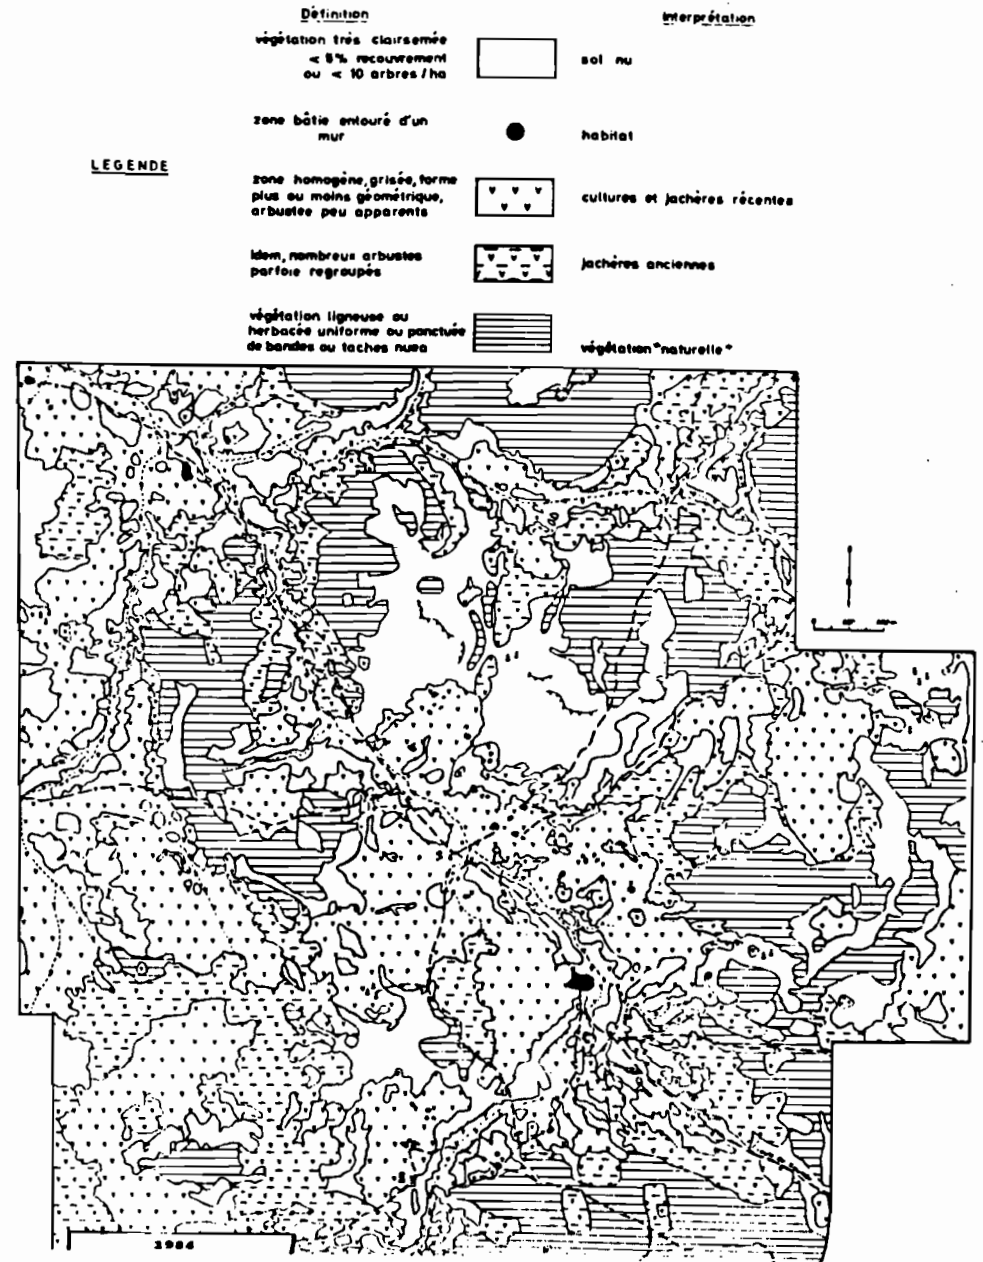 Définition
Interprétation
végétation très clairsemée
< 5% recouvrement
ou < 10 arbres/ha
sol nu
zone bâtie entouré d'un
mur
habitat
LEGENDE
zone homogène, grisée, forme
plus ou moins géométrique,
arbustes peu apparents
cultures et jachères récentes
Idem, nombreux arbustes
parfois regroupés
jachères anciennes
végétation ligneuse ou
herbacée uniforme ou ponctuée
de bandes ou taches nues
végétation "naturelle"
0